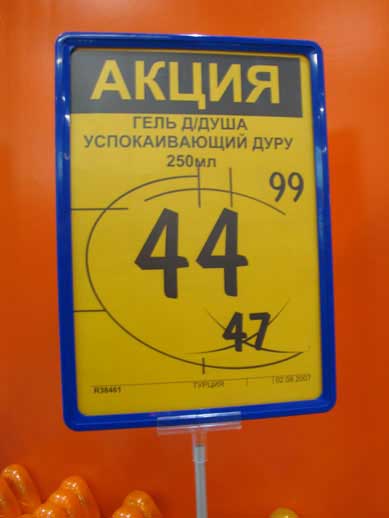 АКЦИЯ
ГЕЛЬ Д/ДУША
УСПОКАИВАЮЩИЙ ДУРУ
250мл
99
44
47
R38461 ТУРЦИЯ 02.08.2007